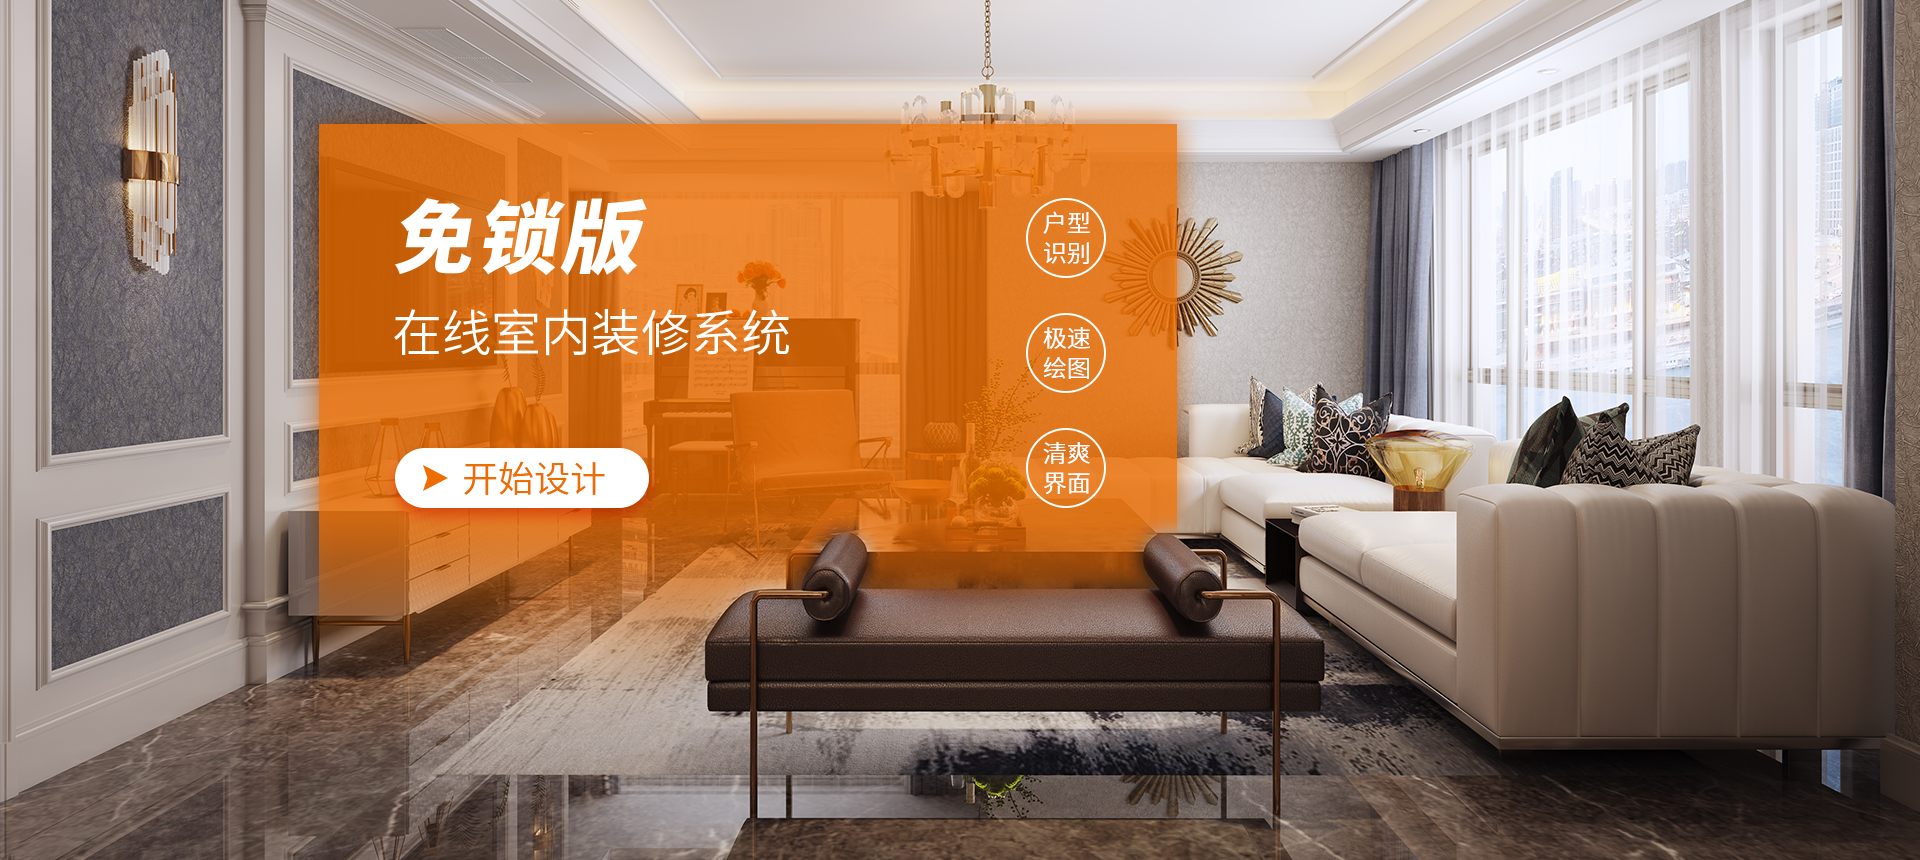 免锁版
在线室内装修系统
开始设计
户型
识别
极速
绘图
清爽
界面